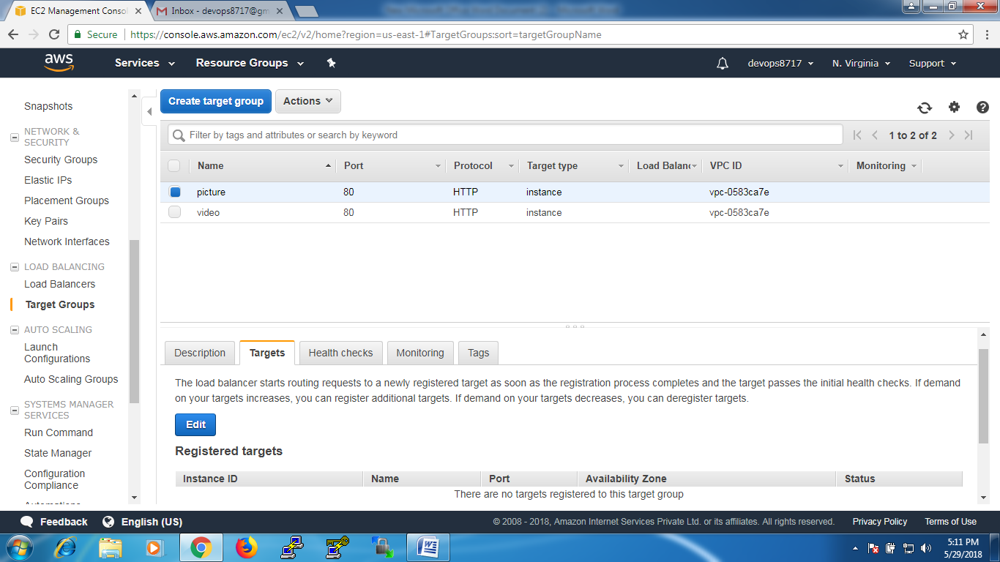 EC2 Management Consol
Inbox - devops8717@gm
Secure
https://console.aws.amazon.com/ec2/v2/home?region=us-east-1#TargetGroups:sort=targetGroupName
aws
Services
Resource Groups
devops8717
N. Virginia
Support
Snapshots
NETWORK &
SECURITY
Security Groups
Elastic IPs
Placement Groups
Key Pairs
Network Interfaces
LOAD BALANCING
Load Balancers
Target Groups
AUTO SCALING
Launch
Configurations
Auto Scaling Groups
SYSTEMS MANAGER
SERVICES
Run Command
State Manager
Configuration
Compliance
Create target group
Actions
Filter by tags and attributes or search by keyword
1 to 2 of 2
Name Port Protocol Target type Load Balanc VPC ID Monitoring
picture 80 HTTP instance vpc-0583ca7e
video 80 HTTP instance vpc-0583ca7e
Description Targets Health checks Monitoring Tags
The load balancer starts routing requests to a newly registered target as soon as the registration process completes and the target passes the initial health checks. If demand
on your targets increases, you can register additional targets. If demand on your targets decreases, you can deregister targets.
Edit
Registered targets
Instance ID Name Port Availability Zone Status
There are no targets registered to this target group
Feedback
English (US)
© 2008 - 2018, Amazon Internet Services Private Ltd. or its affiliates. All rights reserved.
Privacy Policy
Terms of Use
5:11 PM
5/29/2018